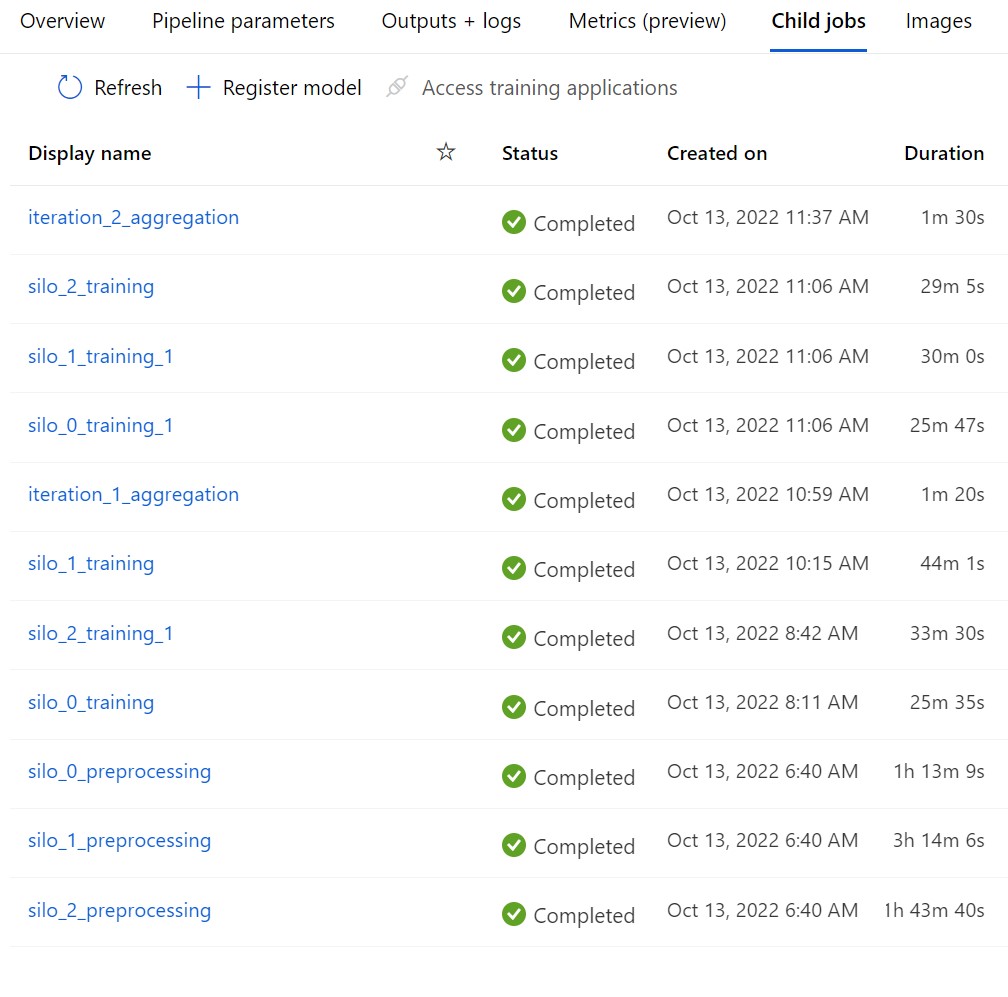 Overview Pipeline parameters Outputs + logs Metrics (preview) Child jobs Images
Refresh Register model Access training applications
Display name Status Created on Duration
iteration_2_aggregation Completed Oct 13, 2022 11:37 AM 1m 30s
silo_2_training Completed Oct 13, 2022 11:06 AM 29m 5s
silo_1_training_1 Completed Oct 13, 2022 11:06 AM 30m 0s
silo_0_training_1 Completed Oct 13, 2022 11:06 AM 25m 47s
iteration_1_aggregation Completed Oct 13, 2022 10:59 AM 1m 20s
silo_1_training Completed Oct 13, 2022 10:15 AM 44m 1s
silo_2_training_1 Completed Oct 13, 2022 8:42 AM 33m 30s
silo_0_training Completed Oct 13, 2022 8:11 AM 25m 35s
silo_0_preprocessing Completed Oct 13, 2022 6:40 AM 1h 13m 9s
silo_1_preprocessing Completed Oct 13, 2022 6:40 AM 3h 14m 6s
silo_2_preprocessing Completed Oct 13, 2022 6:40 AM 1h 43m 40s